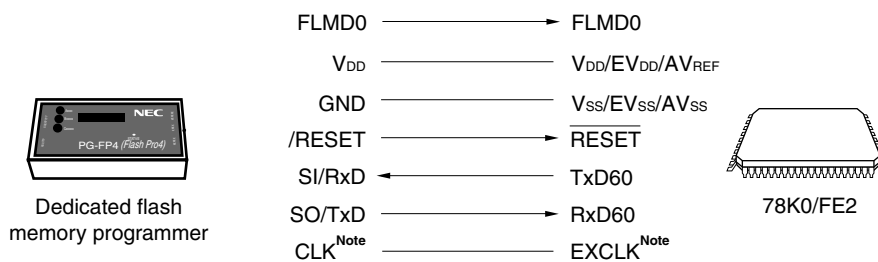 FLMD0 FLMD0
VDD VDD/EVDD/AVREF
GND VSS/EVSS/AVSS
/RESET RESET
SI/RxD TxD60
SO/TxD RxD60
CLKNote EXCLKNote
NEC
PG-FP4 (Flash Pro4)
Dedicated flash
memory programmer
78K0/FE2